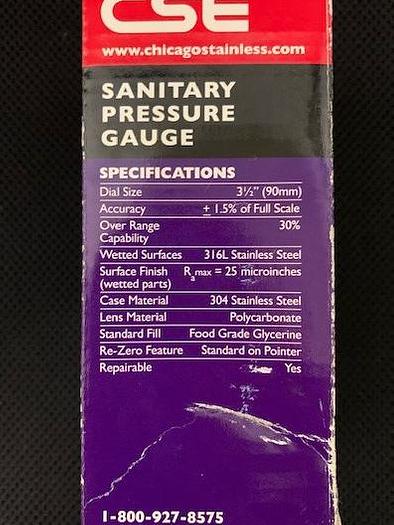 CSE
www.chicagostainless.com
SANITARY
PRESSURE
GAUGE
SPECIFICATIONS
Dial Size 3½" (90mm)
Accuracy ± 1.5% of Full Scale
Over Range 30%
Capability
Wetted Surfaces 316L Stainless Steel
Surface Finish Ra max = 25 microinches
(wetted parts)
Case Material 304 Stainless Steel
Lens Material Polycarbonate
Standard Fill Food Grade Glycerine
Re-Zero Feature Standard on Pointer
Repairable Yes
1-800-927-8575